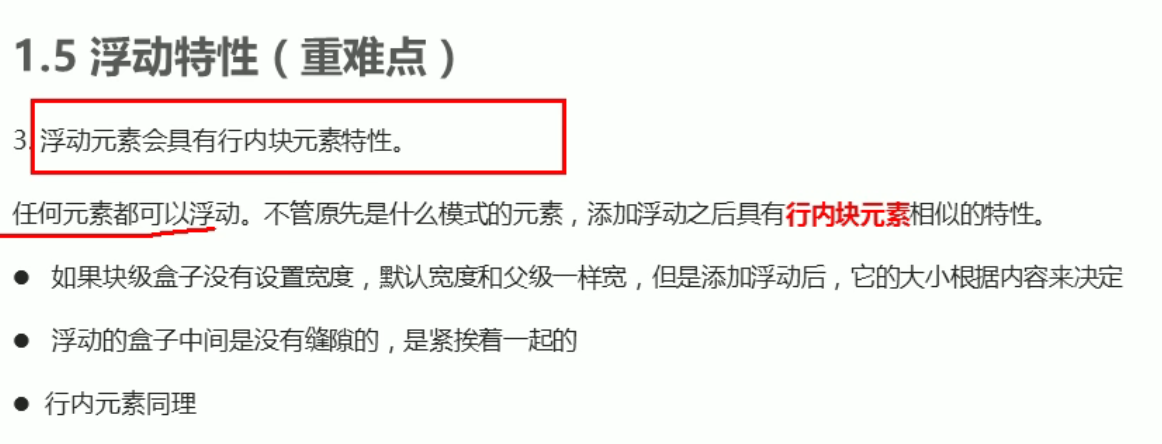 1.5 浮动特性（重难点）
3. 浮动元素会具有行内块元素特性。
任何元素都可以浮动。不管原先是什么模式的元素，添加浮动之后具有行内块元素相似的特性。
● 如果块级盒子没有设置宽度，默认宽度和父级一样宽，但是添加浮动后，它的大小根据内容来决定
● 浮动的盒子中间是没有缝隙的，是紧挨着一起的
● 行内元素同理